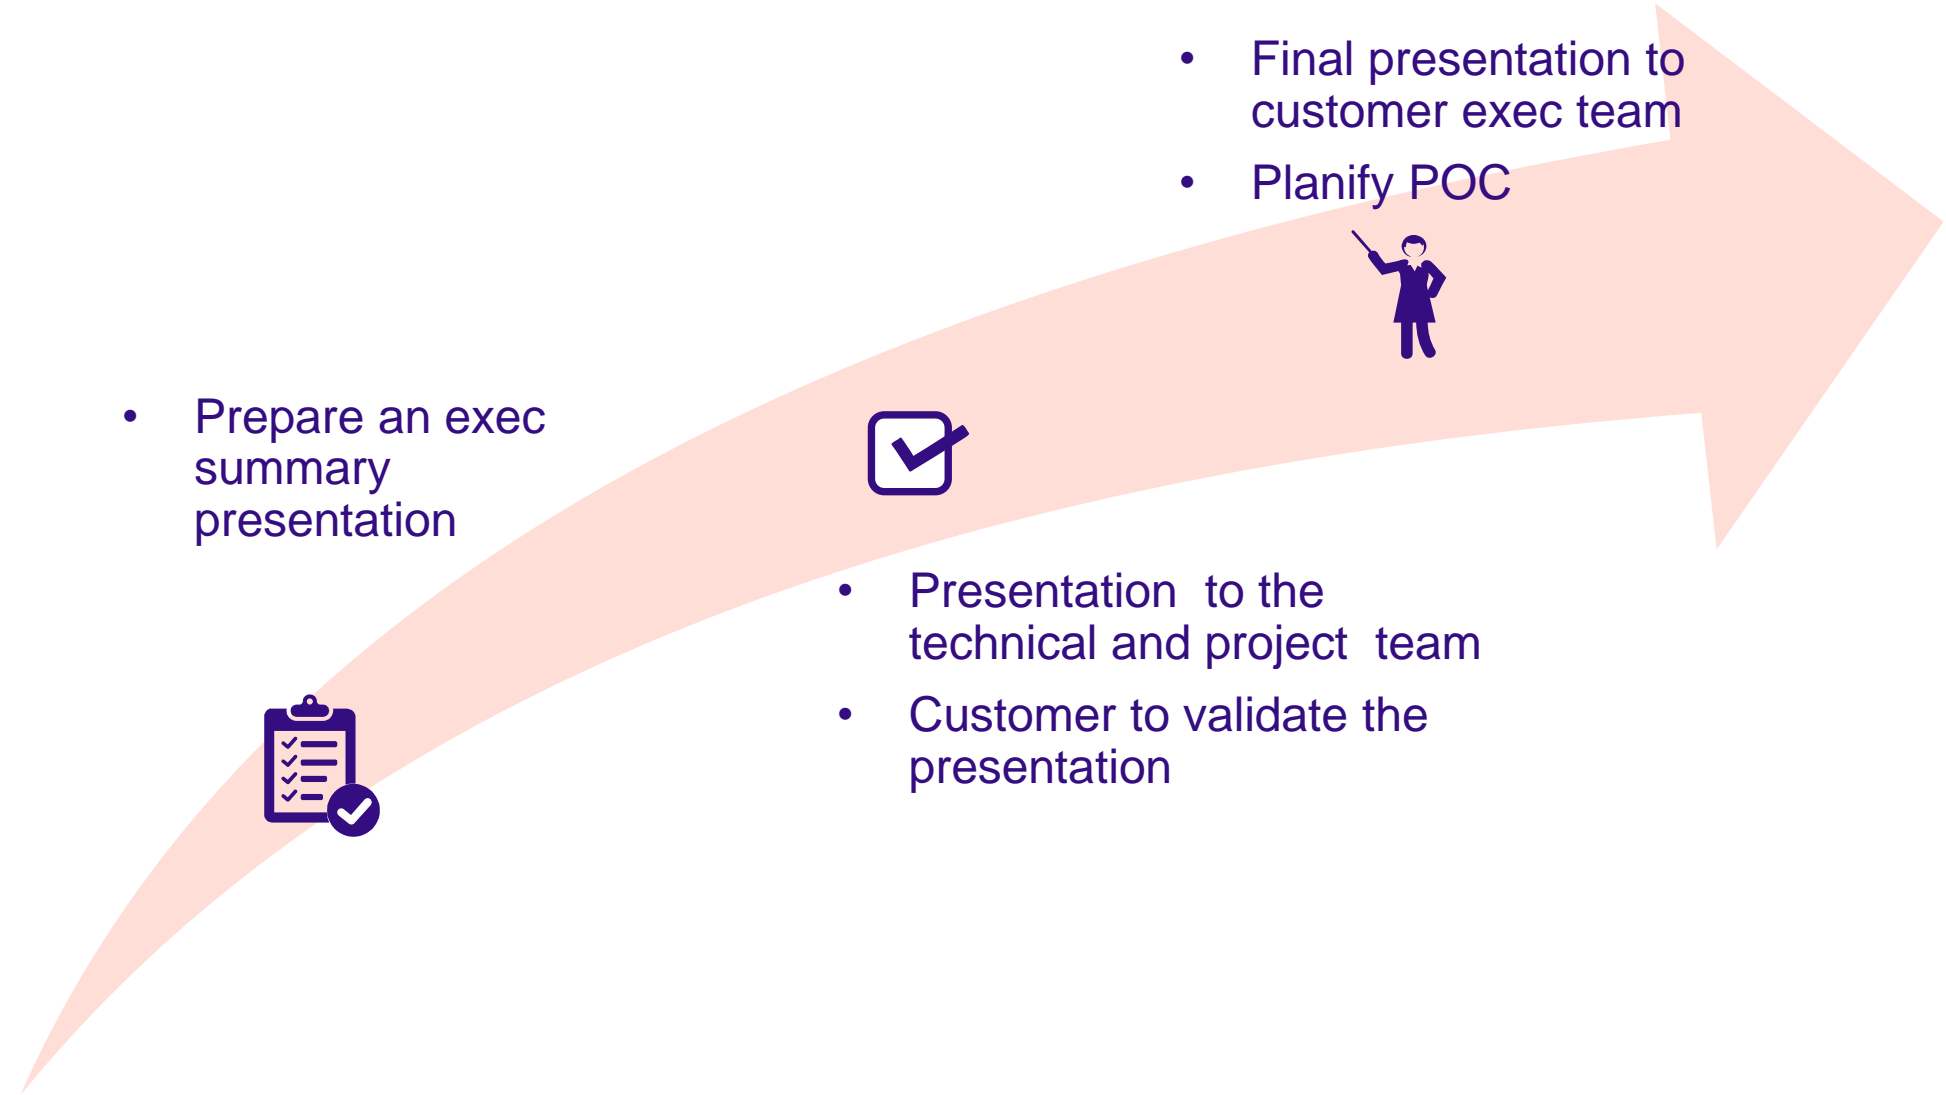 • Prepare an exec
summary
presentation
• Presentation  to the
technical and project  team
• Customer to validate the
presentation
• Final presentation to
customer exec team
• Planify POC